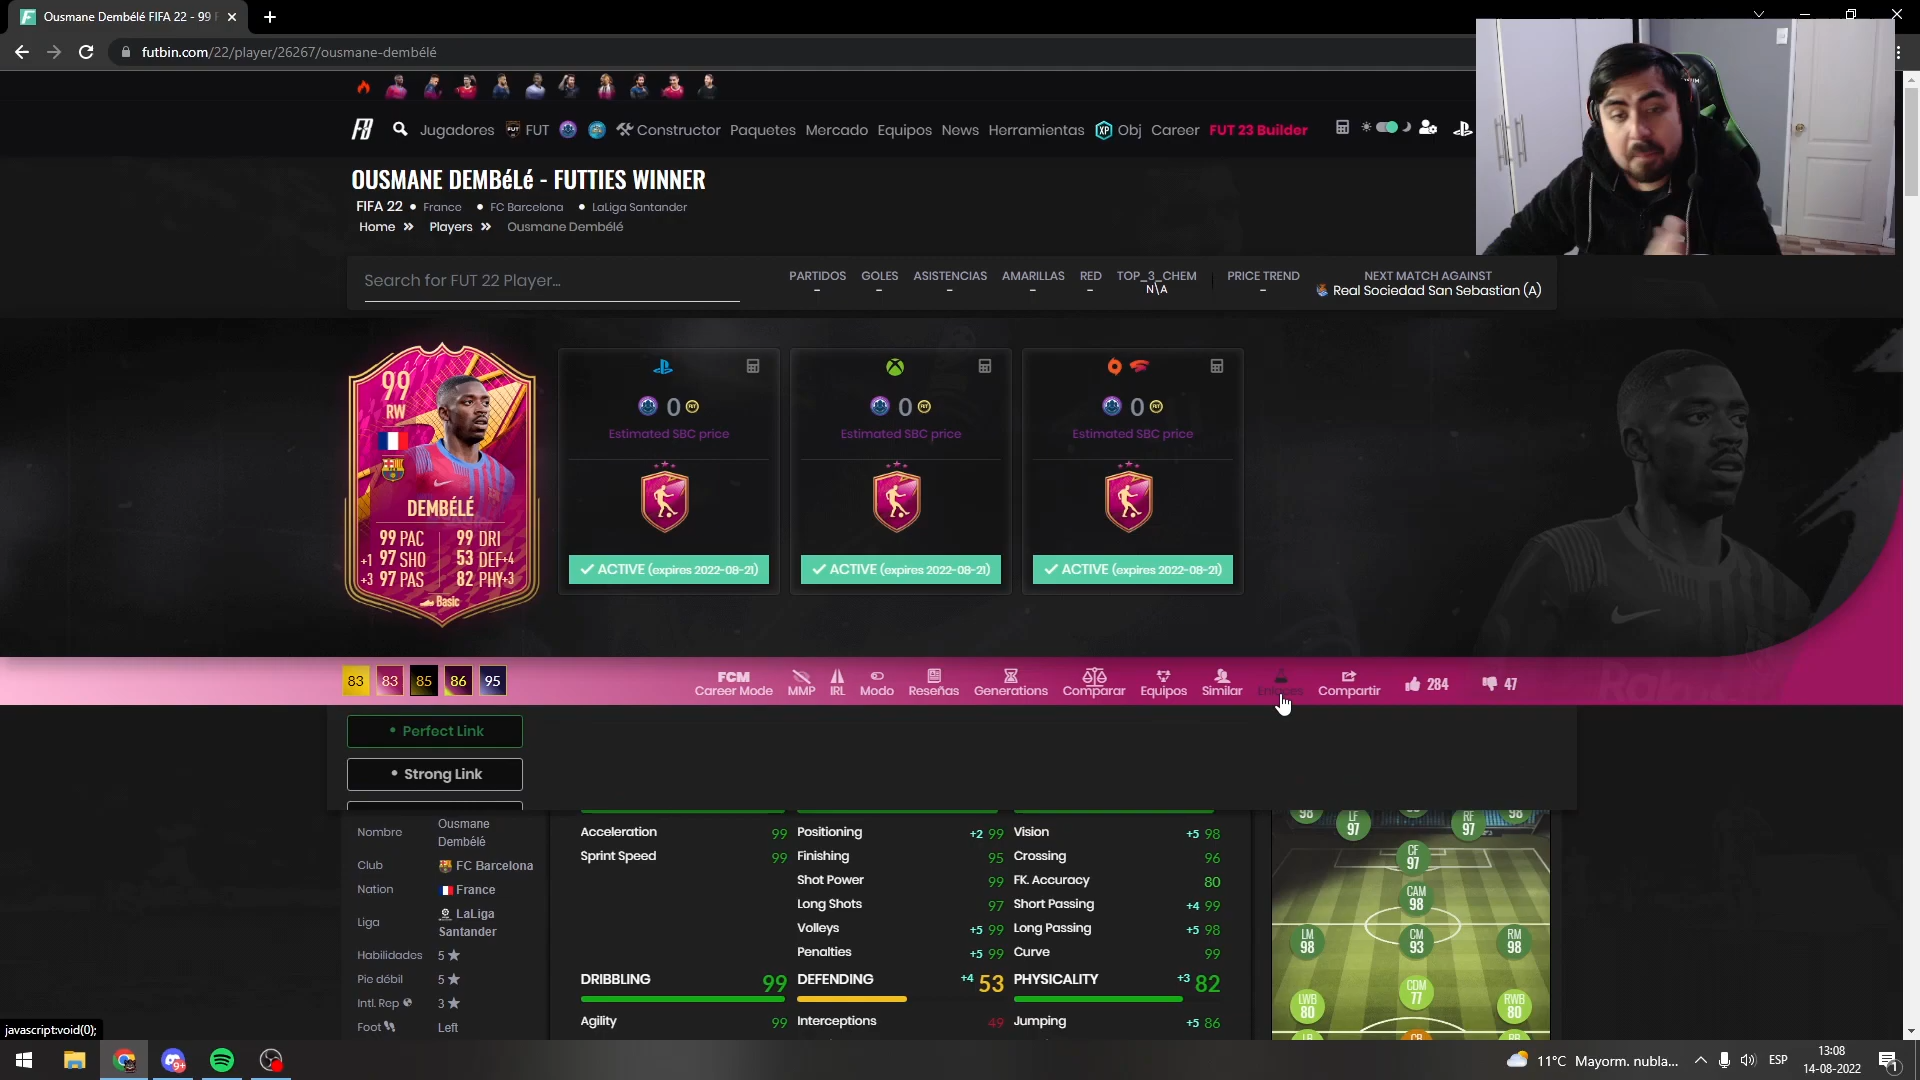 Ousmane Dembélé FIFA 22 - 99
futbin.com/22/player/26267/ousmane-dembélé
Jugadores FUT Constructor Paquetes Mercado Equipos News Herramientas XP Obj Career FUT 23 Builder
OUSMANE DEMBéLé - FUTTIES WINNER
FIFA 22 • France • FC Barcelona • LaLiga Santander
Home » Players » Ousmane Dembélé
Search for FUT 22 Player...
PARTIDOS GOLES ASISTENCIAS AMARILLAS RED TOP_3_CHEM PRICE TREND NEXT MATCH AGAINST
- - - - - N\A - Real Sociedad San Sebastian (A)
99
RW
DEMBÉLÉ
99 PAC 99 DRI
+1 97 SHO 53 DEF+4
+3 97 PAS 82 PHY+3
Basic
0
Estimated SBC price
ACTIVE (expires 2022-08-21)
0
Estimated SBC price
ACTIVE (expires 2022-08-21)
0
Estimated SBC price
ACTIVE (expires 2022-08-21)
83 83 85 86 95
FCM
Career Mode MMP IRL Modo Reseñas Generations Comparar Equipos Similar Enlaces Compartir 284 47
• Perfect Link
• Strong Link
Nombre Ousmane
Dembélé
Club FC Barcelona
Nation France
Liga LaLiga
Santander
Habilidades 5★
Pie débil 5★
Intl. Rep 3★
Foot Left
Acceleration 99
Sprint Speed 99
DRIBBLING 99
Agility 99
Positioning +2 99
Finishing 95
Shot Power 99
Long Shots 97
Volleys +5 99
Penalties +5 99
DEFENDING +4 53
Interceptions 49
Vision +5 98
Crossing 96
FK. Accuracy 80
Short Passing +4 99
Long Passing +5 98
Curve 99
PHYSICALITY +3 82
Jumping +5 86
98 98
LF
97
RF
97
CF
97
CAM
98
LM
98
CM
93
RM
98
CDM
77
LWB
80
RWB
80
CB
javascript:void(0);
9+
11°C Mayorm. nubla...
ESP
13:08
14-08-2022
1